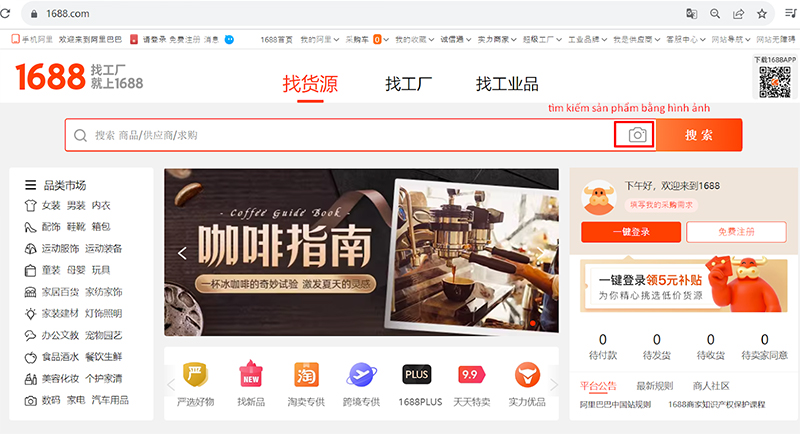 1688.com
手机阿里 欢迎来到阿里巴巴 请登录 免费注册 消息 1688首页 我的阿里 采购车 0 我的收藏 诚信通 实力商家 超级工厂 工业品牌 我是供应商 客服中心 网站导航 网站无障碍
1688 找工厂
就上1688
找货源 找工厂 找工业品
下载1688APP
tìm kiếm sản phẩm bằng hình ảnh
搜索 商品/供应商/求购
搜索
品类市场
女装 男装 内衣
配饰 鞋靴 箱包
运动服饰 运动装备
童装 母婴 玩具
家居百货 家纺家饰
家装建材 灯饰照明
办公文教 宠物园艺
食品酒水 餐饮生鲜
美容化妆 个护家清
数码 家电 汽车用品
- Coffee Guide Book -
咖啡指南
一杯冰咖啡的奇妙试验 激发夏天的灵感
严
NEW
淘
PLUS
9.9
严选好物 找新品 淘卖专供 跨境专供 1688PLUS 天天特卖 实力优品
下午好，欢迎来到1688
填写我的采购需求
一键登录 免费注册
一键登录领5元补贴
为你精心挑选低价货源
0 0 0 0
待付款 待发货 待收货 待卖家同意
平台公告 最新规则 商人社区
阿里巴巴中国站规则 1688商家知识产权保护课程